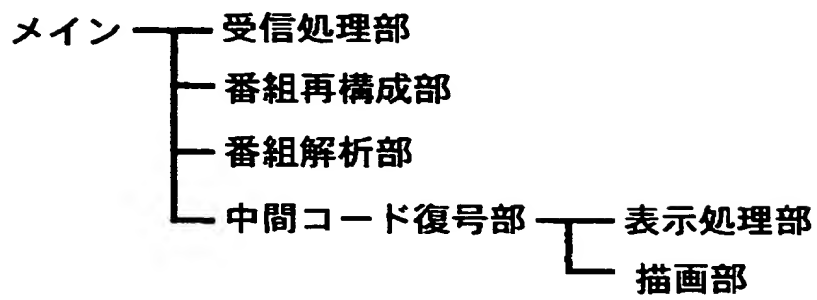 メイン 受信処理部
番組再構成部
番組解析部
中間コード復号部 表示処理部
描画部